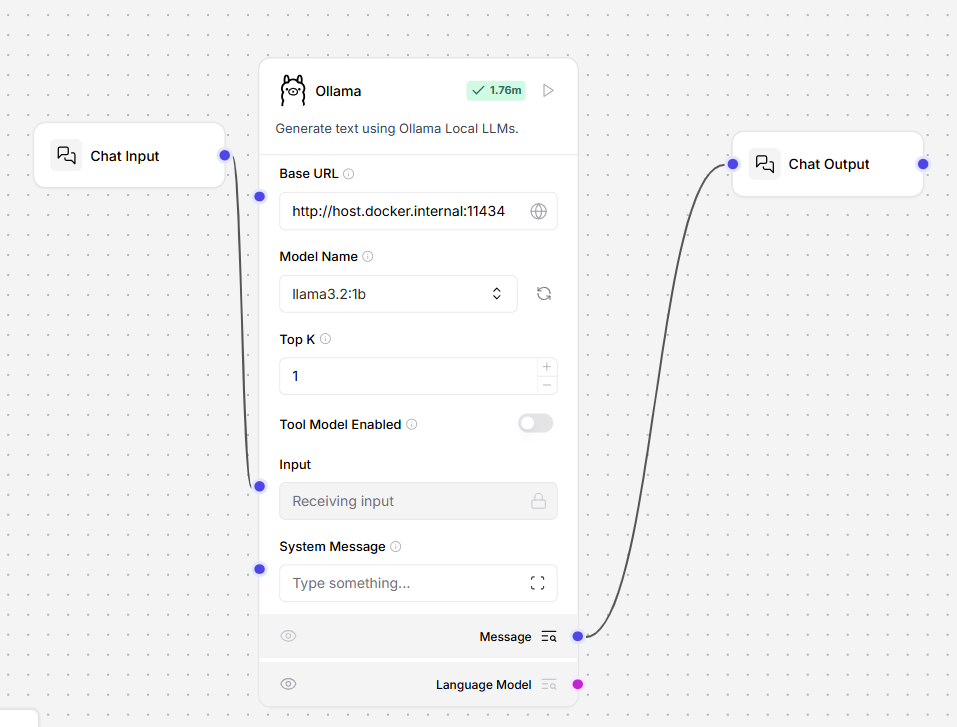 Chat Input
Ollama
1.76m
Generate text using Ollama Local LLMs.
Base URL
http://host.docker.internal:11434
Model Name
llama3.2:1b
Top K
1
Tool Model Enabled
Input
Receiving input
System Message
Type something...
Message
Language Model
Chat Output